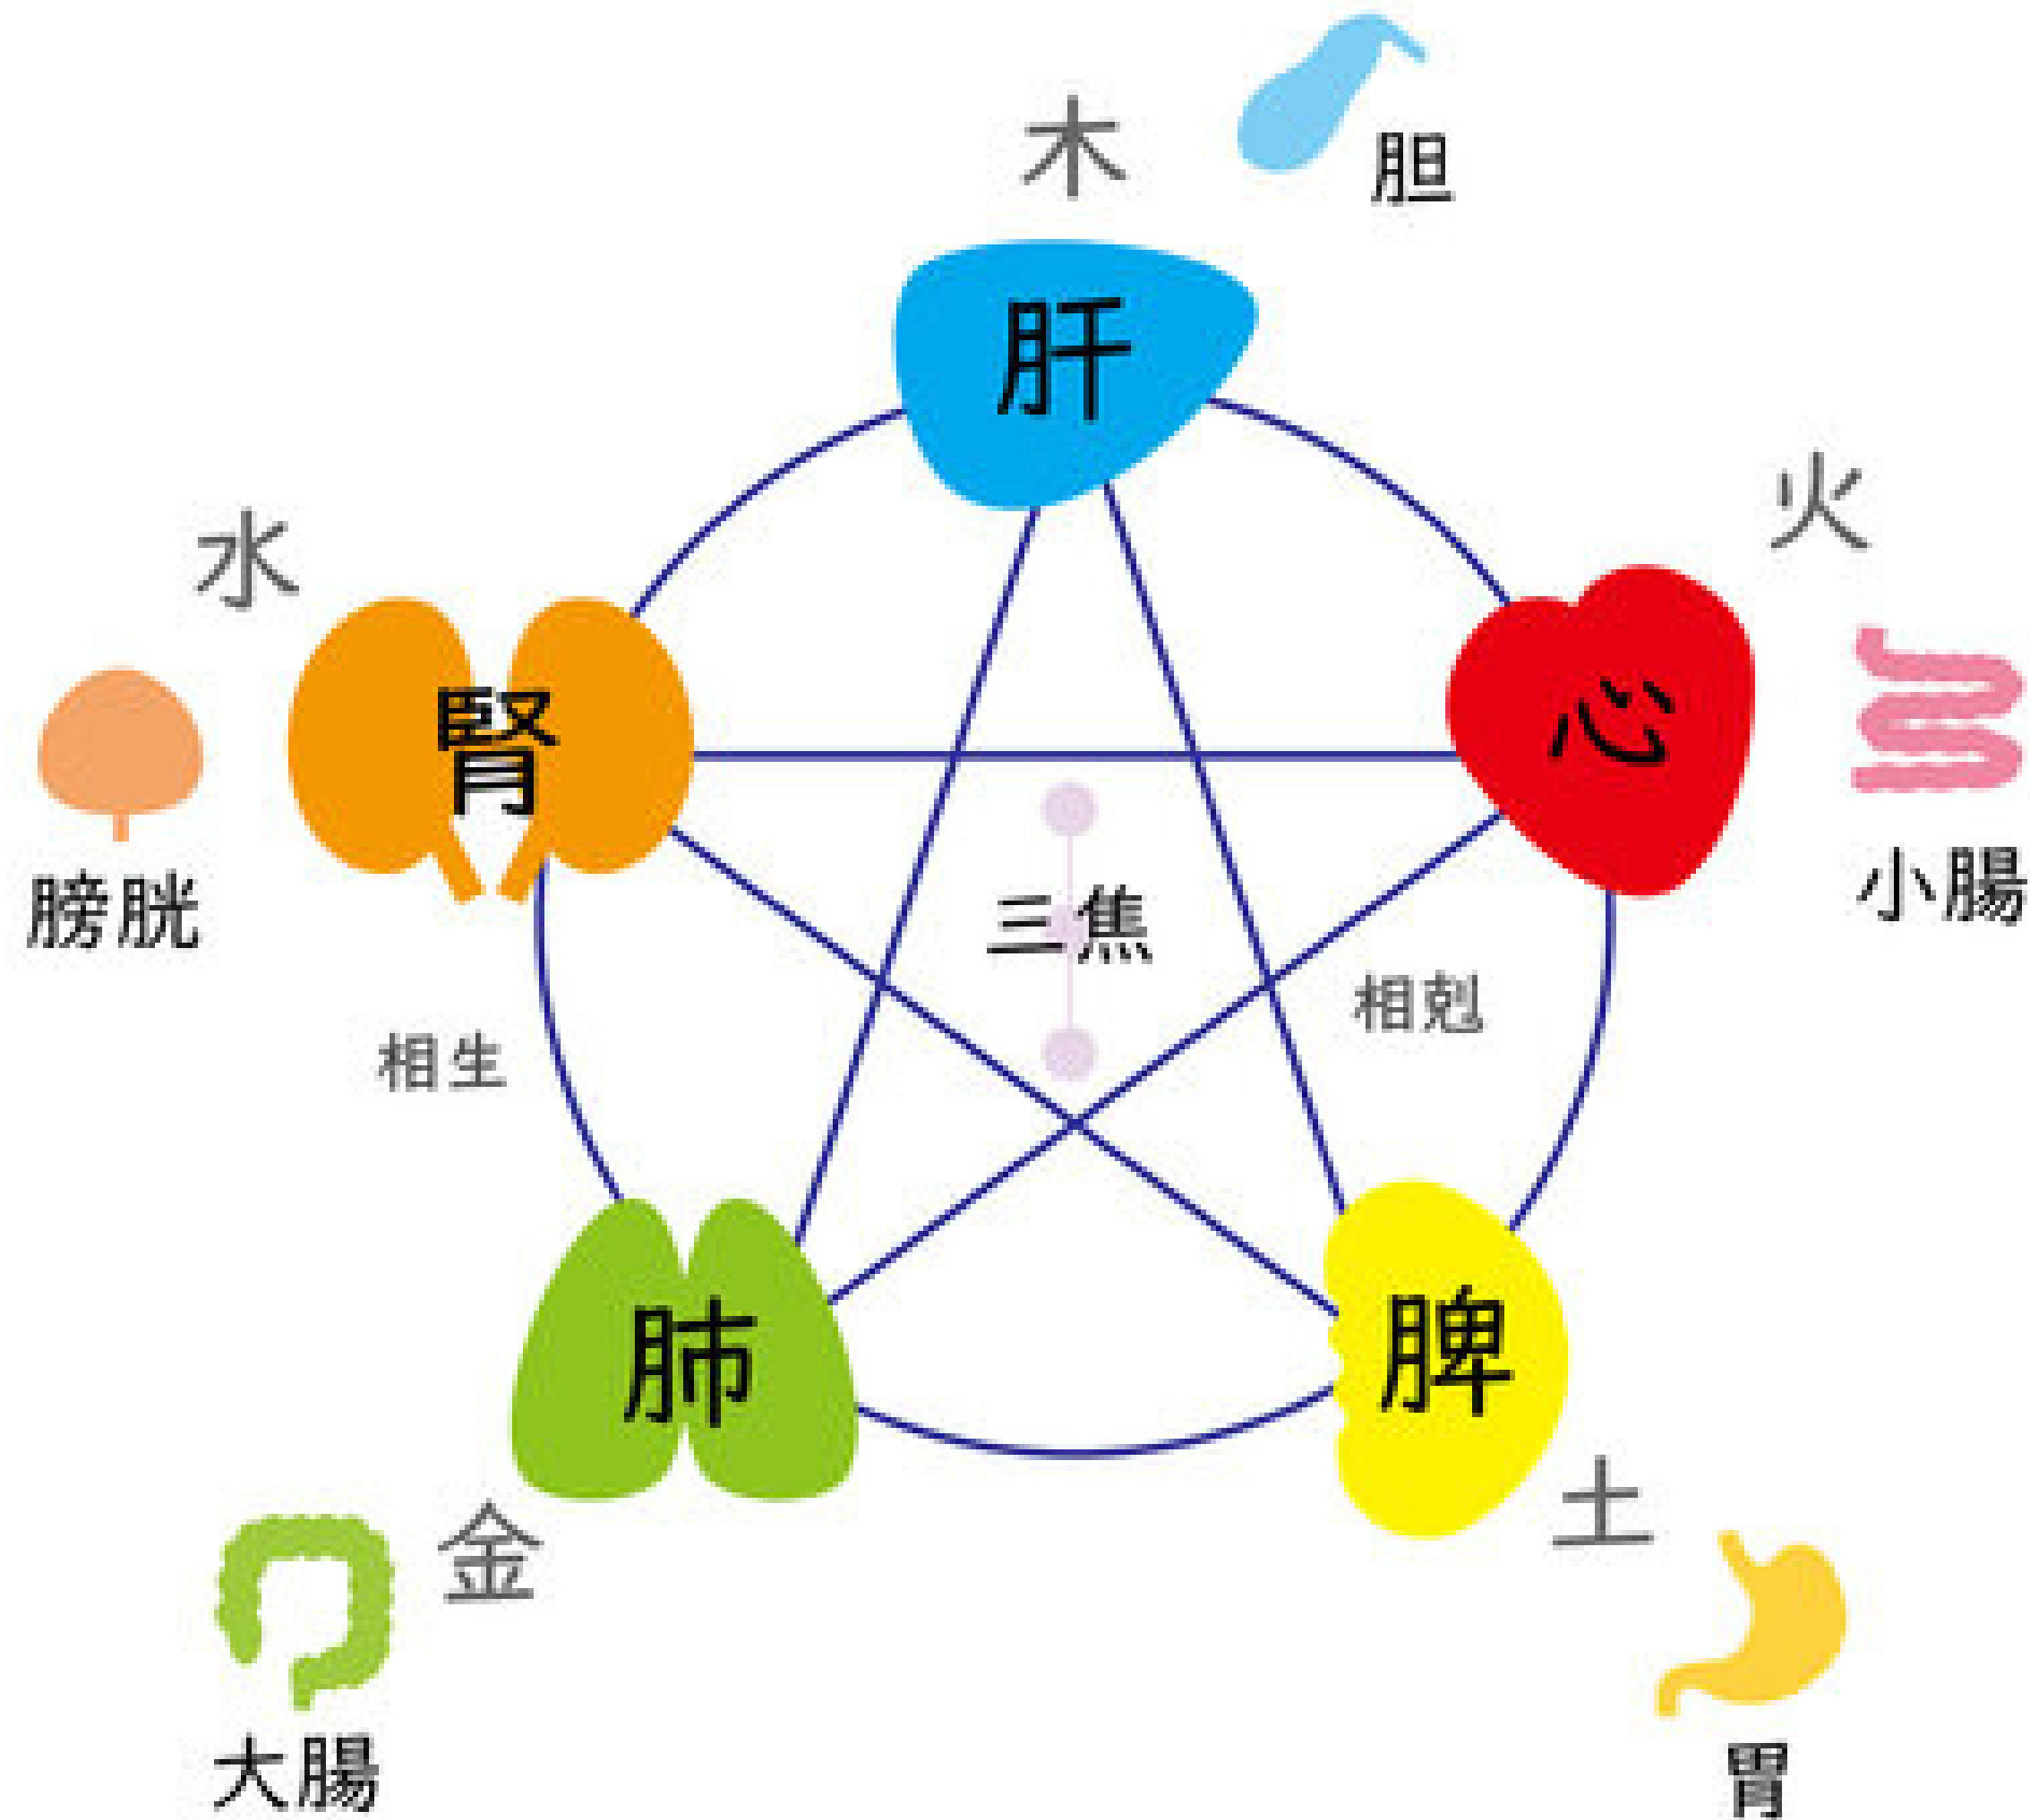 木
胆
肝
火
水
心
腎
小腸
膀胱
三焦
相剋
相生
肺
脾
土
金
大腸
胃